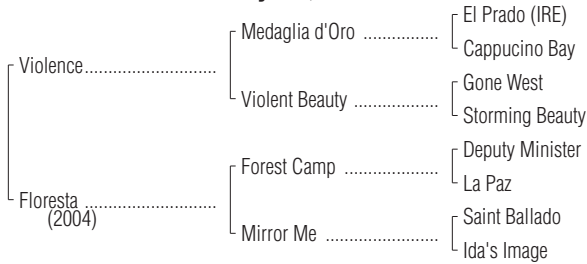 El Prado (IRE)
Medaglia d'Oro ................
Cappucino Bay
Violence............................
Gone West
Violent Beauty ..................
Storming Beauty
Deputy Minister
Forest Camp ....................
La Paz
Floresta ............................
(2004)
Saint Ballado
Mirror Me ........................
Ida's Image